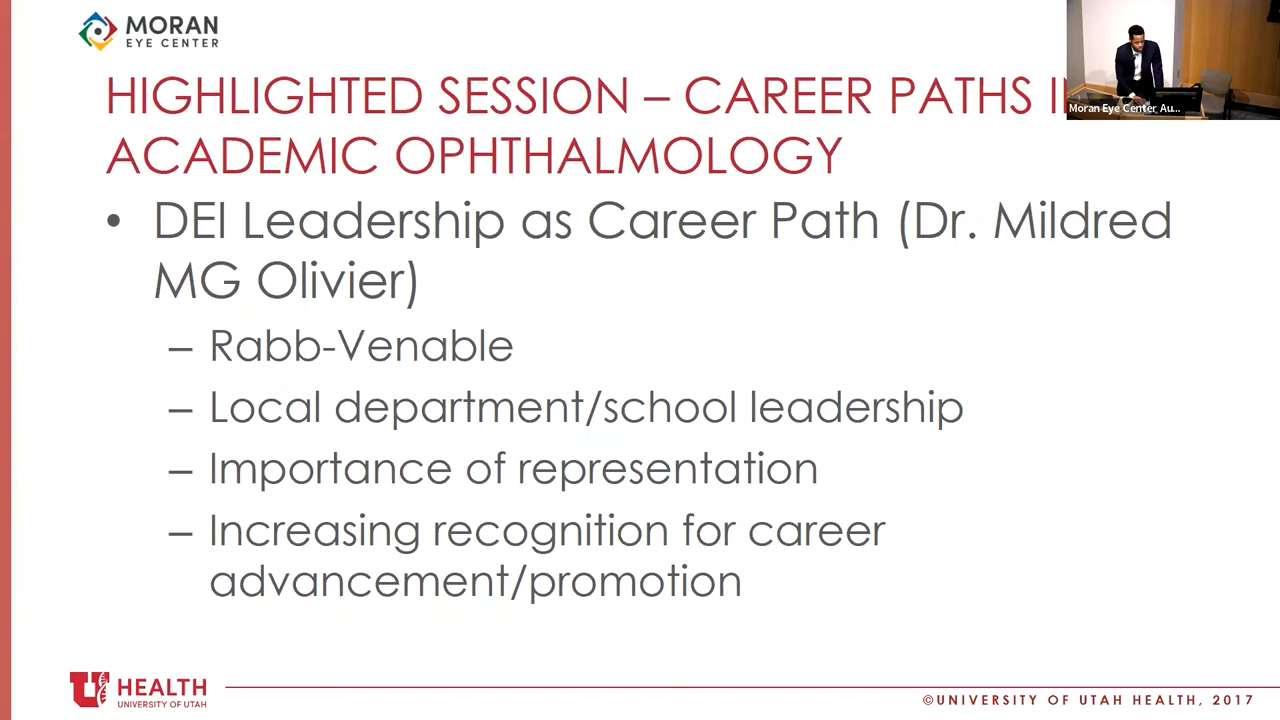 MORAN
EYE CENTER
HIGHLIGHTED SESSION – CAREER PATHS
ACADEMIC OPHTHALMOLOGY
Moran Eye Center Au...
• DEI Leadership as Career Path (Dr. Mildred
MG Olivier)
– Rabb-Venable
– Local department/school leadership
– Importance of representation
– Increasing recognition for career
advancement/promotion
U HEALTH
UNIVERSITY OF UTAH
©UNIVERSITY OF UTAH HEALTH, 2017